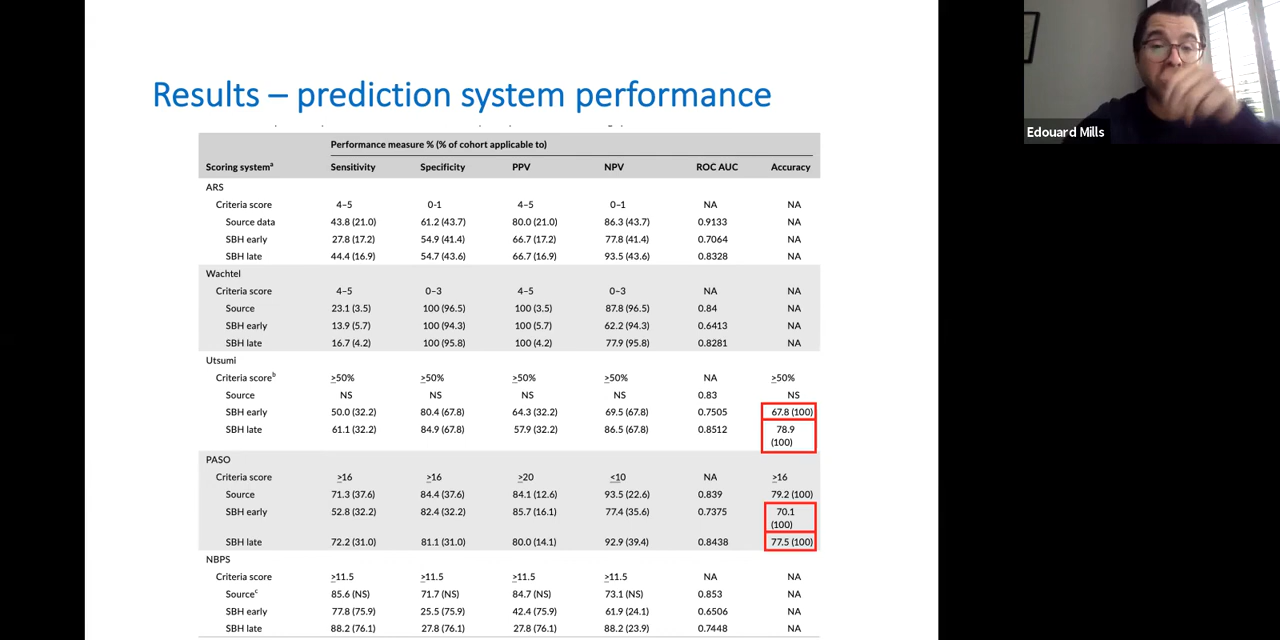 Results – prediction system performance
Performance measure % (% of cohort applicable to)
Scoring systemᵃ Sensitivity Specificity PPV NPV ROC AUC Accuracy
ARS
Criteria score 4–5 0-1 4–5 0–1 NA NA
Source data 43.8 (21.0) 61.2 (43.7) 80.0 (21.0) 86.3 (43.7) 0.9133 NA
SBH early 27.8 (17.2) 54.9 (41.4) 66.7 (17.2) 77.8 (41.4) 0.7064 NA
SBH late 44.4 (16.9) 54.7 (43.6) 66.7 (16.9) 93.5 (43.6) 0.8328 NA
Wachtel
Criteria score 4–5 0–3 4–5 0–3 NA NA
Source 23.1 (3.5) 100 (96.5) 100 (3.5) 87.8 (96.5) 0.84 NA
SBH early 13.9 (5.7) 100 (94.3) 100 (5.7) 62.2 (94.3) 0.6413 NA
SBH late 16.7 (4.2) 100 (95.8) 100 (4.2) 77.9 (95.8) 0.8281 NA
Utsumi
Criteria scoreᵇ ≥50% ≥50% ≥50% ≥50% NA ≥50%
Source NS NS NS NS 0.83 NS
SBH early 50.0 (32.2) 80.4 (67.8) 64.3 (32.2) 69.5 (67.8) 0.7505 67.8 (100)
SBH late 61.1 (32.2) 84.9 (67.8) 57.9 (32.2) 86.5 (67.8) 0.8512 78.9
(100)
PASO
Criteria score ≥16 ≥16 ≥20 <10 NA ≥16
Source 71.3 (37.6) 84.4 (37.6) 84.1 (12.6) 93.5 (22.6) 0.839 79.2 (100)
SBH early 52.8 (32.2) 82.4 (32.2) 85.7 (16.1) 77.4 (35.6) 0.7375 70.1
(100)
SBH late 72.2 (31.0) 81.1 (31.0) 80.0 (14.1) 92.9 (39.4) 0.8438 77.5 (100)
NBPS
Criteria score ≥11.5 ≥11.5 ≥11.5 ≥11.5 NA NA
Sourceᶜ 85.6 (NS) 71.7 (NS) 84.7 (NS) 73.1 (NS) 0.853 NA
SBH early 77.8 (75.9) 25.5 (75.9) 42.4 (75.9) 61.9 (24.1) 0.6506 NA
SBH late 88.2 (76.1) 27.8 (76.1) 27.8 (76.1) 88.2 (23.9) 0.7448 NA
Edouard Mills